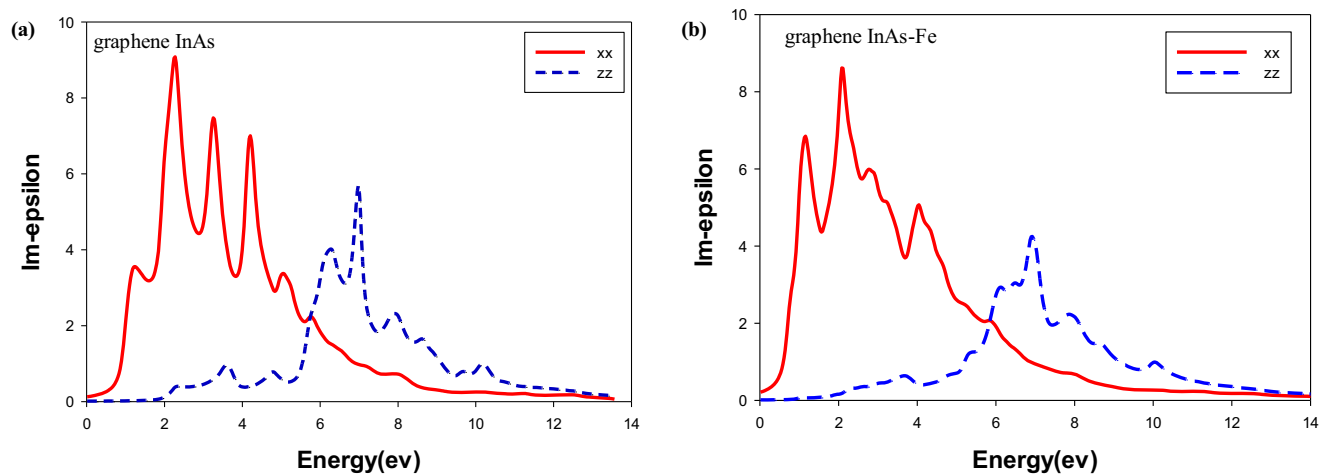 (a)
graphene InAs
xx
zz
10
8
6
4
2
0
Im-epsilon
0 2 4 6 8 10 12 14
Energy(ev)
(b)
graphene InAs-Fe
xx
zz
10
8
6
4
2
0
Im-epsilon
0 2 4 6 8 10 12 14
Energy(ev)